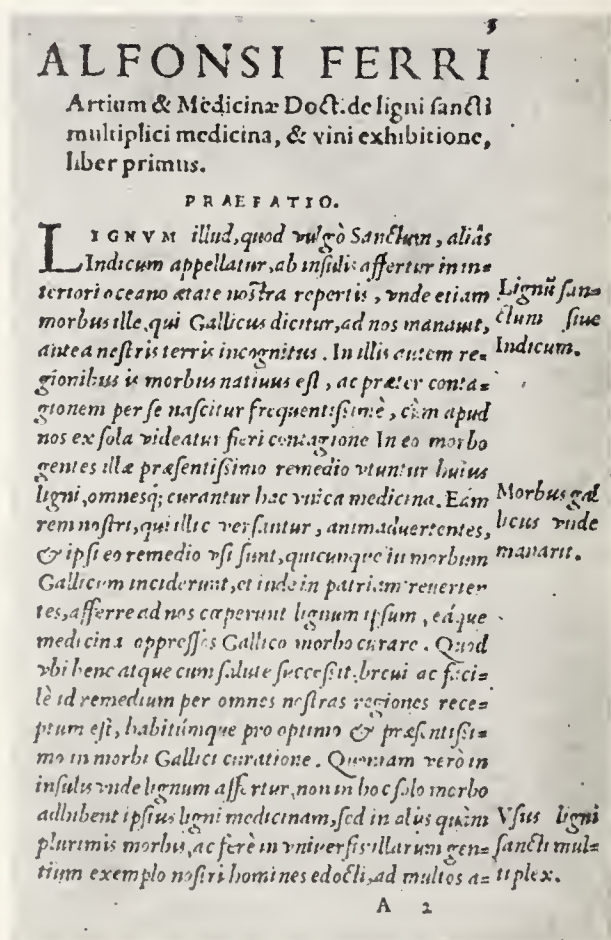 3
ALFONSI FERRI
Artium & Medicinæ Doct. de ligni sancti
multiplici medicina, & vini exhibitione,
liber primus.
PRAEFATIO.
LIGNVM illud, quod vulgò Sanctum, aliâs
Indicum appellatur, ab insulis affertur in in=
teriori oceano ætate nostra repertis, vnde etiam
morbus ille, qui Gallicus dicitur, ad nos manauit,
antea nostris terris incognitus. In illis autem re=
gionibus is morbus natiuus est, ac præter conta=
gionem per se nascitur frequentissimè, cùm apud
nos ex sola videatur fieri contagione In eo morbo
gentes illæ præsentissimo remedio vtuntur huius
ligni, omnesq; curantur hac vnica medicina. Eam
rem nostri, qui illic versantur, animaduertentes,
& ipsi eo remedio vsi sunt, quicunque in morbum
Gallicum inciderunt, et inde in patriam reuerten
tes, afferre ad nos cœperunt lignum ipsum, eáque
medicina oppressos Gallico morbo curare. Quod
vbi bene atque cum salute successit, breui ac faci=
lè id remedium per omnes nostras regiones rece=
ptum est, habitúmque pro optimo & præsentissi=
mo in morbi Gallici curatione. Quoniam verò in
insulis vnde lignum affertur, non in hoc solo morbo
adhibent ipsius ligni medicinam, sed in aliis quàm
plurimis morbis, ac ferè in vniversis illarum gen=
tium exemplo nostri homines edocti, ad multos a=
A 2
Lignũ san=
ctum siue
Indicum.
Morbus gal
licus vnde
manarit.
Vsus ligni
sancti mul=
tiplex.